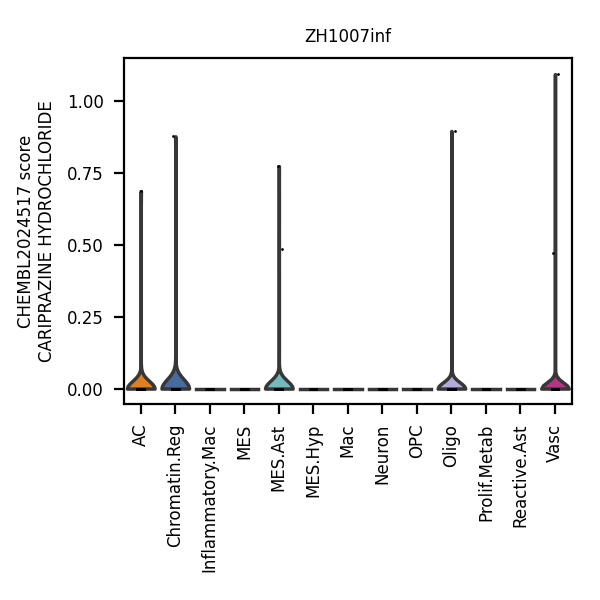 ZH1007inf
CHEMBL2024517 score
CARIPRAZINE HYDROCHLORIDE
1.00
0.75
0.50
0.25
0.00
AC
Chromatin.Reg
Inflammatory.Mac
MES
MES.Ast
MES.Hyp
Mac
Neuron
OPC
Oligo
Prolif.Metab
Reactive.Ast
Vasc